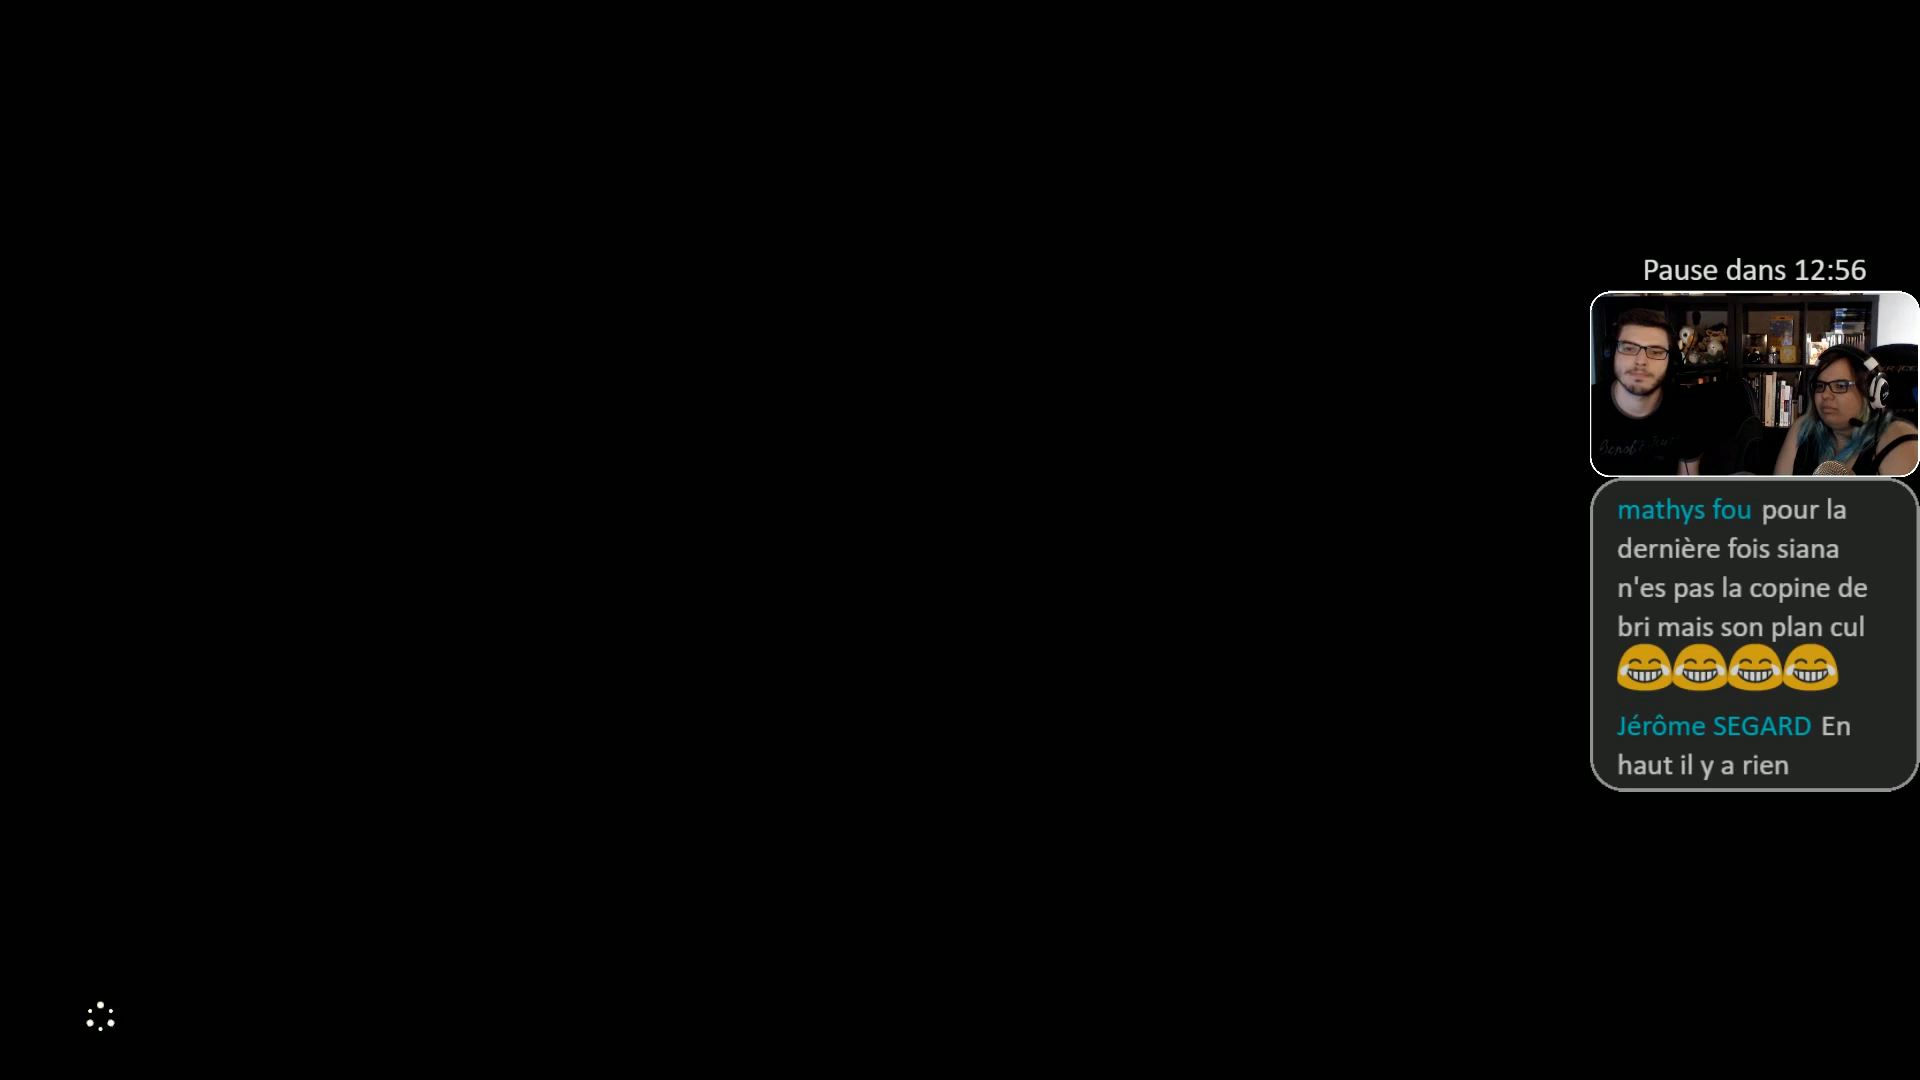 Pause dans 12:56
mathys fou pour la
dernière fois siana
n'es pas la copine de
bri mais son plan cul
😂😂😂😂
Jérôme SEGARD En
haut il y a rien